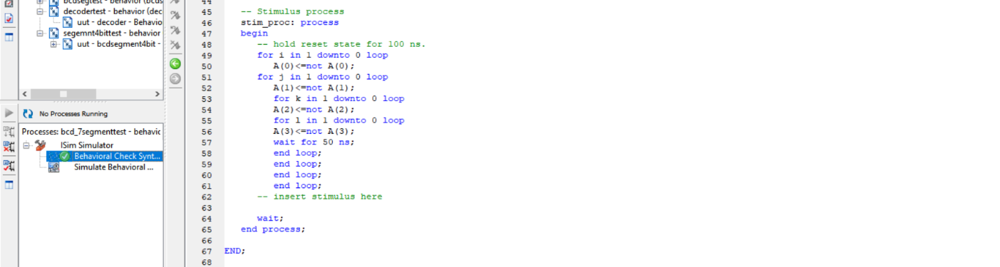 bcdsegtest - behavior (bcds
decodertest - behavior (dec
uut - decoder - Behavio
segemnt4bittest - behavior
uut - bcdsegment4bit -
No Processes Running
Processes: bcd_7segmenttest - behavic
ISim Simulator
Behavioral Check Synt...
Simulate Behavioral ...
44
45 -- Stimulus process
46 stim_proc: process
47 begin
48 -- hold reset state for 100 ns.
49 for i in 1 downto 0 loop
50 A(0)<=not A(0);
51 for j in 1 downto 0 loop
52 A(1)<=not A(1);
53 for k in 1 downto 0 loop
54 A(2)<=not A(2);
55 for l in 1 downto 0 loop
56 A(3)<=not A(3);
57 wait for 50 ns;
58 end loop;
59 end loop;
60 end loop;
61 end loop;
62 -- insert stimulus here
63
64 wait;
65 end process;
66
67 END;
68